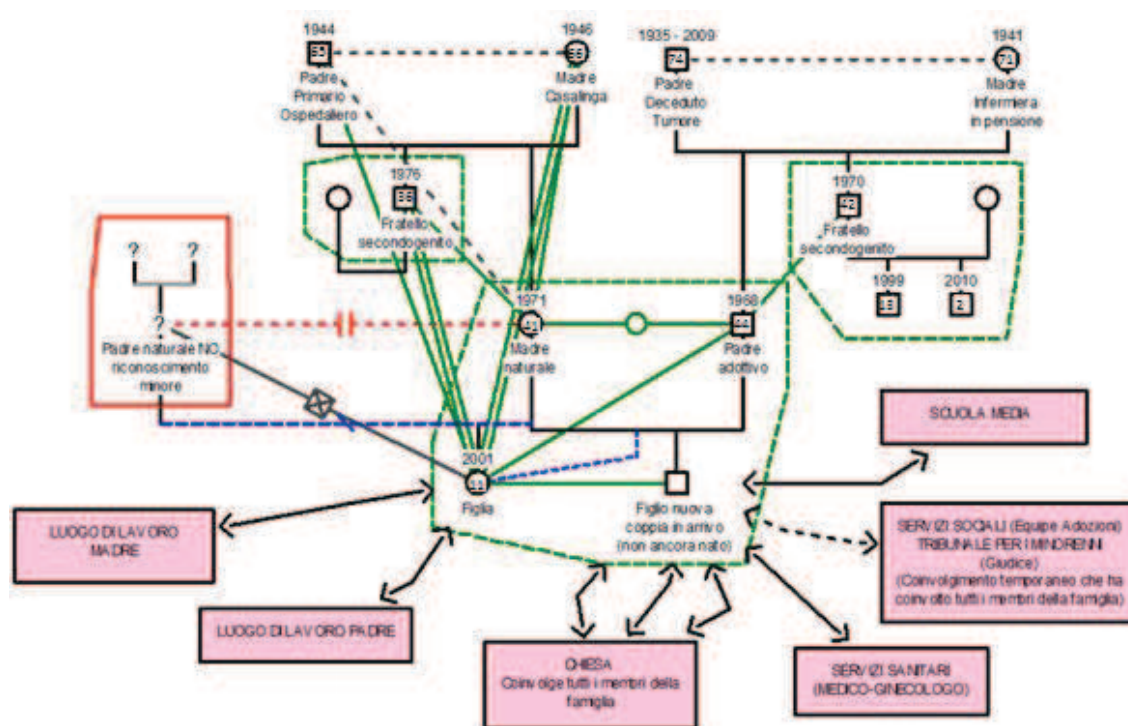 1944
1946
1935 - 2009
1941
66
74
71
Padre
Primario
Ospedaliero
Madre
Casalinga
Padre
Deceduto
Tumore
Madre
Infermiera
in pensione
1976
36
Fratello
secondogenito
1970
42
Fratello
secondogenito
1999
13
2010
2
?
?
?
Padre naturale NO
riconoscimento
minore
1971
41
Madre
naturale
1968
44
Padre
adottivo
2001
11
Figlia
Figlio nuova
coppia in arrivo
(non ancora nato)
SCUOLA MEDIA
LUOGO DI LAVORO
MADRE
LUOGO DI LAVORO PADRE
CHIESA
Coinvolge tutti i membri della
famiglia
SERVIZI SOCIALI (Equipe Adozioni)
TRIBUNALE PER I MINORENNI
(Giudice)
(Coinvolgimento temporaneo che ha
coinvolto tutti i membri della famiglia)
SERVIZI SANITARI
(MEDICO-GINECOLOGO)